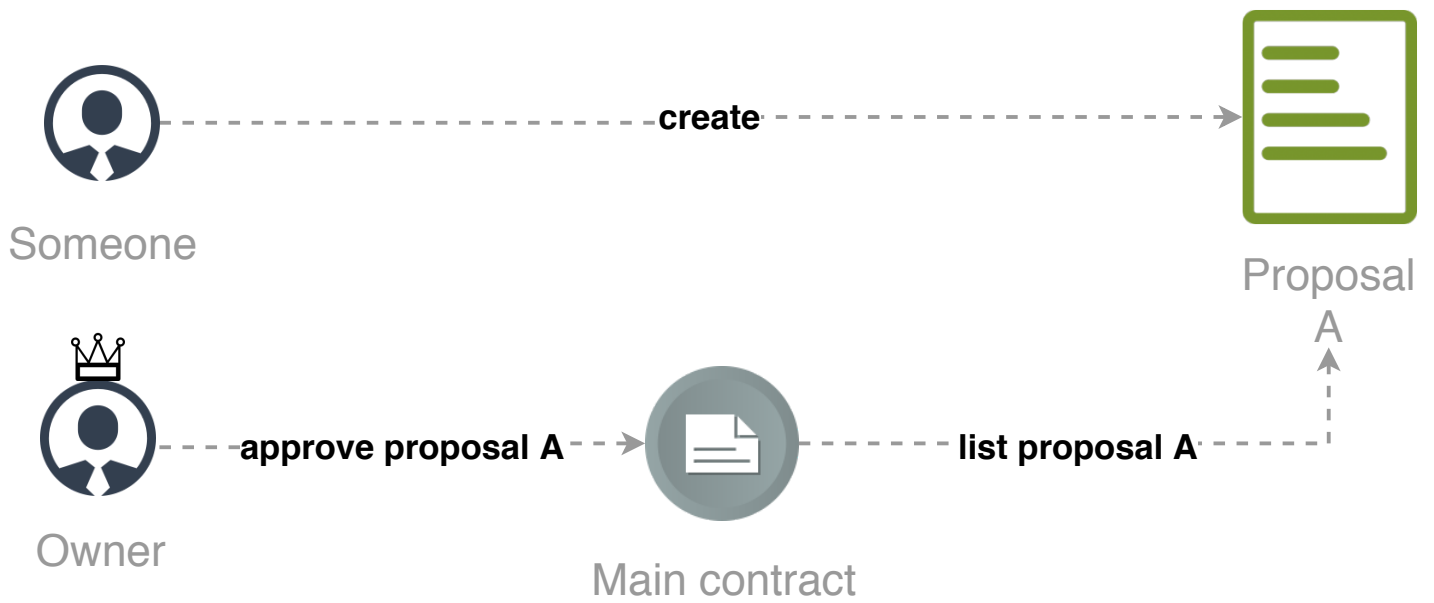 create
Someone
Proposal
A
approve proposal A
list proposal A
Owner
Main contract